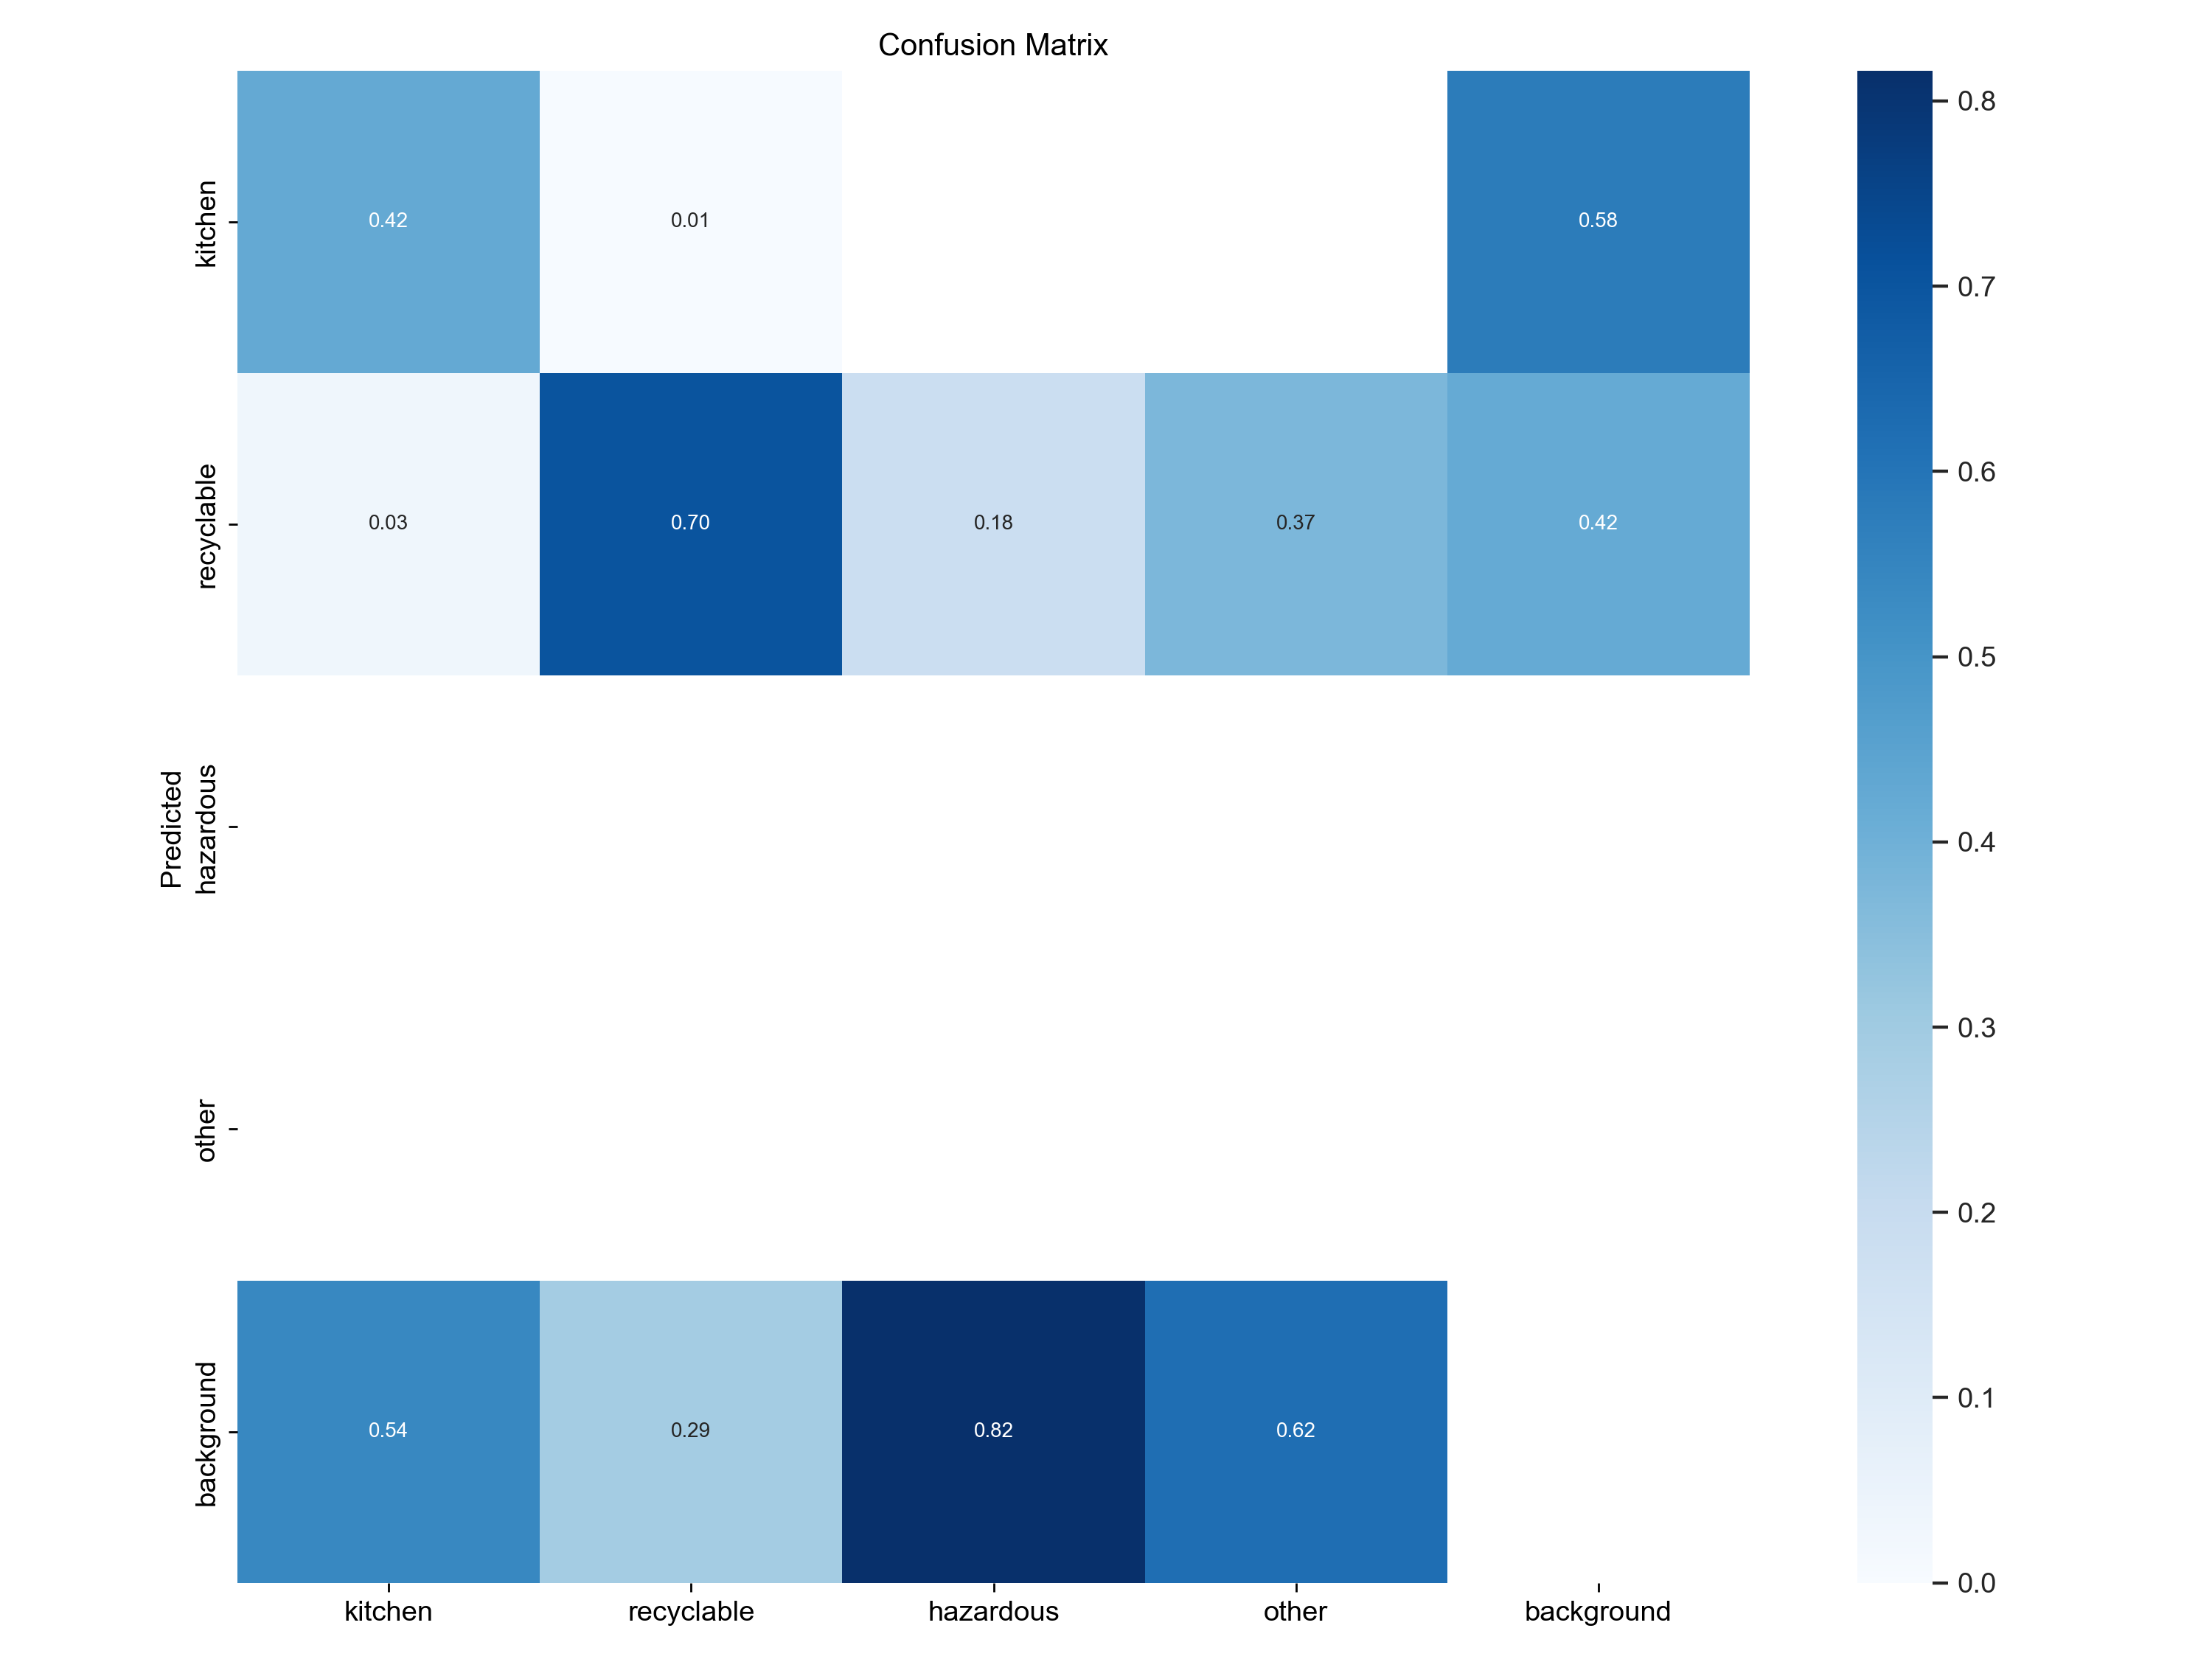 Confusion Matrix
kitchen
0.42
0.01
0.58
recyclable
0.03
0.70
0.18
0.37
0.42
Predicted
hazardous
other
background
0.54
0.29
0.82
0.62
kitchen
recyclable
hazardous
other
background
0.8
0.7
0.6
0.5
0.4
0.3
0.2
0.1
0.0